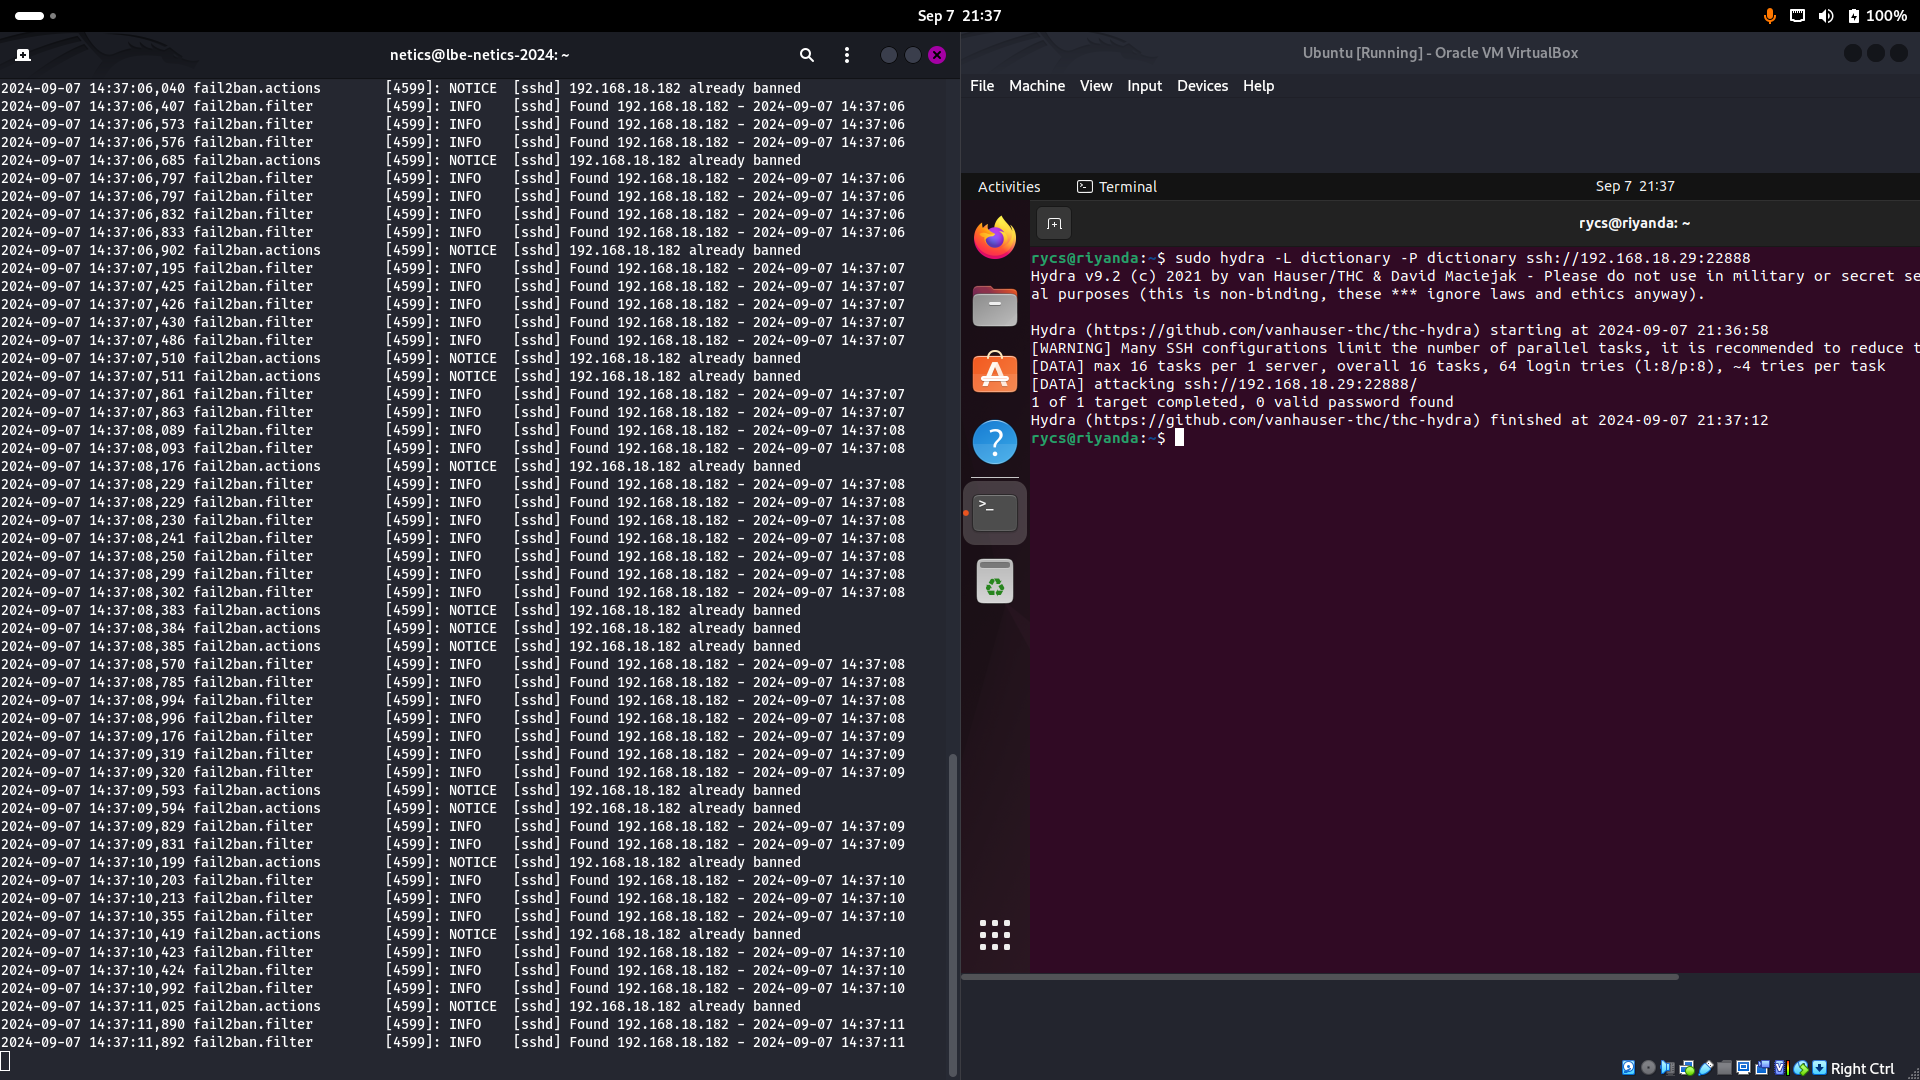 Sep 7 21:37
100%
netics@lbe-netics-2024: ~
2024-09-07 14:37:06,040 fail2ban.actions [4599]: NOTICE [sshd] 192.168.18.182 already banned
2024-09-07 14:37:06,407 fail2ban.filter [4599]: INFO [sshd] Found 192.168.18.182 - 2024-09-07 14:37:06
2024-09-07 14:37:06,573 fail2ban.filter [4599]: INFO [sshd] Found 192.168.18.182 - 2024-09-07 14:37:06
2024-09-07 14:37:06,576 fail2ban.filter [4599]: INFO [sshd] Found 192.168.18.182 - 2024-09-07 14:37:06
2024-09-07 14:37:06,685 fail2ban.actions [4599]: NOTICE [sshd] 192.168.18.182 already banned
2024-09-07 14:37:06,797 fail2ban.filter [4599]: INFO [sshd] Found 192.168.18.182 - 2024-09-07 14:37:06
2024-09-07 14:37:06,797 fail2ban.filter [4599]: INFO [sshd] Found 192.168.18.182 - 2024-09-07 14:37:06
2024-09-07 14:37:06,832 fail2ban.filter [4599]: INFO [sshd] Found 192.168.18.182 - 2024-09-07 14:37:06
2024-09-07 14:37:06,833 fail2ban.filter [4599]: INFO [sshd] Found 192.168.18.182 - 2024-09-07 14:37:06
2024-09-07 14:37:06,902 fail2ban.actions [4599]: NOTICE [sshd] 192.168.18.182 already banned
2024-09-07 14:37:07,195 fail2ban.filter [4599]: INFO [sshd] Found 192.168.18.182 - 2024-09-07 14:37:07
2024-09-07 14:37:07,425 fail2ban.filter [4599]: INFO [sshd] Found 192.168.18.182 - 2024-09-07 14:37:07
2024-09-07 14:37:07,426 fail2ban.filter [4599]: INFO [sshd] Found 192.168.18.182 - 2024-09-07 14:37:07
2024-09-07 14:37:07,430 fail2ban.filter [4599]: INFO [sshd] Found 192.168.18.182 - 2024-09-07 14:37:07
2024-09-07 14:37:07,486 fail2ban.filter [4599]: INFO [sshd] Found 192.168.18.182 - 2024-09-07 14:37:07
2024-09-07 14:37:07,510 fail2ban.actions [4599]: NOTICE [sshd] 192.168.18.182 already banned
2024-09-07 14:37:07,511 fail2ban.actions [4599]: NOTICE [sshd] 192.168.18.182 already banned
2024-09-07 14:37:07,861 fail2ban.filter [4599]: INFO [sshd] Found 192.168.18.182 - 2024-09-07 14:37:07
2024-09-07 14:37:07,863 fail2ban.filter [4599]: INFO [sshd] Found 192.168.18.182 - 2024-09-07 14:37:07
2024-09-07 14:37:08,089 fail2ban.filter [4599]: INFO [sshd] Found 192.168.18.182 - 2024-09-07 14:37:08
2024-09-07 14:37:08,093 fail2ban.filter [4599]: INFO [sshd] Found 192.168.18.182 - 2024-09-07 14:37:08
2024-09-07 14:37:08,176 fail2ban.actions [4599]: NOTICE [sshd] 192.168.18.182 already banned
2024-09-07 14:37:08,229 fail2ban.filter [4599]: INFO [sshd] Found 192.168.18.182 - 2024-09-07 14:37:08
2024-09-07 14:37:08,229 fail2ban.filter [4599]: INFO [sshd] Found 192.168.18.182 - 2024-09-07 14:37:08
2024-09-07 14:37:08,230 fail2ban.filter [4599]: INFO [sshd] Found 192.168.18.182 - 2024-09-07 14:37:08
2024-09-07 14:37:08,241 fail2ban.filter [4599]: INFO [sshd] Found 192.168.18.182 - 2024-09-07 14:37:08
2024-09-07 14:37:08,250 fail2ban.filter [4599]: INFO [sshd] Found 192.168.18.182 - 2024-09-07 14:37:08
2024-09-07 14:37:08,299 fail2ban.filter [4599]: INFO [sshd] Found 192.168.18.182 - 2024-09-07 14:37:08
2024-09-07 14:37:08,302 fail2ban.filter [4599]: INFO [sshd] Found 192.168.18.182 - 2024-09-07 14:37:08
2024-09-07 14:37:08,383 fail2ban.actions [4599]: NOTICE [sshd] 192.168.18.182 already banned
2024-09-07 14:37:08,384 fail2ban.actions [4599]: NOTICE [sshd] 192.168.18.182 already banned
2024-09-07 14:37:08,385 fail2ban.actions [4599]: NOTICE [sshd] 192.168.18.182 already banned
2024-09-07 14:37:08,570 fail2ban.filter [4599]: INFO [sshd] Found 192.168.18.182 - 2024-09-07 14:37:08
2024-09-07 14:37:08,785 fail2ban.filter [4599]: INFO [sshd] Found 192.168.18.182 - 2024-09-07 14:37:08
2024-09-07 14:37:08,994 fail2ban.filter [4599]: INFO [sshd] Found 192.168.18.182 - 2024-09-07 14:37:08
2024-09-07 14:37:08,996 fail2ban.filter [4599]: INFO [sshd] Found 192.168.18.182 - 2024-09-07 14:37:08
2024-09-07 14:37:09,176 fail2ban.filter [4599]: INFO [sshd] Found 192.168.18.182 - 2024-09-07 14:37:09
2024-09-07 14:37:09,319 fail2ban.filter [4599]: INFO [sshd] Found 192.168.18.182 - 2024-09-07 14:37:09
2024-09-07 14:37:09,320 fail2ban.filter [4599]: INFO [sshd] Found 192.168.18.182 - 2024-09-07 14:37:09
2024-09-07 14:37:09,593 fail2ban.actions [4599]: NOTICE [sshd] 192.168.18.182 already banned
2024-09-07 14:37:09,594 fail2ban.actions [4599]: NOTICE [sshd] 192.168.18.182 already banned
2024-09-07 14:37:09,829 fail2ban.filter [4599]: INFO [sshd] Found 192.168.18.182 - 2024-09-07 14:37:09
2024-09-07 14:37:09,831 fail2ban.filter [4599]: INFO [sshd] Found 192.168.18.182 - 2024-09-07 14:37:09
2024-09-07 14:37:10,199 fail2ban.actions [4599]: NOTICE [sshd] 192.168.18.182 already banned
2024-09-07 14:37:10,203 fail2ban.filter [4599]: INFO [sshd] Found 192.168.18.182 - 2024-09-07 14:37:10
2024-09-07 14:37:10,213 fail2ban.filter [4599]: INFO [sshd] Found 192.168.18.182 - 2024-09-07 14:37:10
2024-09-07 14:37:10,355 fail2ban.filter [4599]: INFO [sshd] Found 192.168.18.182 - 2024-09-07 14:37:10
2024-09-07 14:37:10,419 fail2ban.actions [4599]: NOTICE [sshd] 192.168.18.182 already banned
2024-09-07 14:37:10,423 fail2ban.filter [4599]: INFO [sshd] Found 192.168.18.182 - 2024-09-07 14:37:10
2024-09-07 14:37:10,424 fail2ban.filter [4599]: INFO [sshd] Found 192.168.18.182 - 2024-09-07 14:37:10
2024-09-07 14:37:10,992 fail2ban.filter [4599]: INFO [sshd] Found 192.168.18.182 - 2024-09-07 14:37:10
2024-09-07 14:37:11,025 fail2ban.actions [4599]: NOTICE [sshd] 192.168.18.182 already banned
2024-09-07 14:37:11,890 fail2ban.filter [4599]: INFO [sshd] Found 192.168.18.182 - 2024-09-07 14:37:11
2024-09-07 14:37:11,892 fail2ban.filter [4599]: INFO [sshd] Found 192.168.18.182 - 2024-09-07 14:37:11
Ubuntu [Running] - Oracle VM VirtualBox
File Machine View Input Devices Help
Activities Terminal Sep 7 21:37
rycs@riyanda: ~
rycs@riyanda:~$ sudo hydra -L dictionary -P dictionary ssh://192.168.18.29:22888
Hydra v9.2 (c) 2021 by van Hauser/THC & David Maciejak - Please do not use in military or secret se
al purposes (this is non-binding, these *** ignore laws and ethics anyway).
Hydra (https://github.com/vanhauser-thc/thc-hydra) starting at 2024-09-07 21:36:58
[WARNING] Many SSH configurations limit the number of parallel tasks, it is recommended to reduce t
[DATA] max 16 tasks per 1 server, overall 16 tasks, 64 login tries (l:8/p:8), ~4 tries per task
[DATA] attacking ssh://192.168.18.29:22888/
1 of 1 target completed, 0 valid password found
Hydra (https://github.com/vanhauser-thc/thc-hydra) finished at 2024-09-07 21:37:12
rycs@riyanda:~$
Right Ctrl